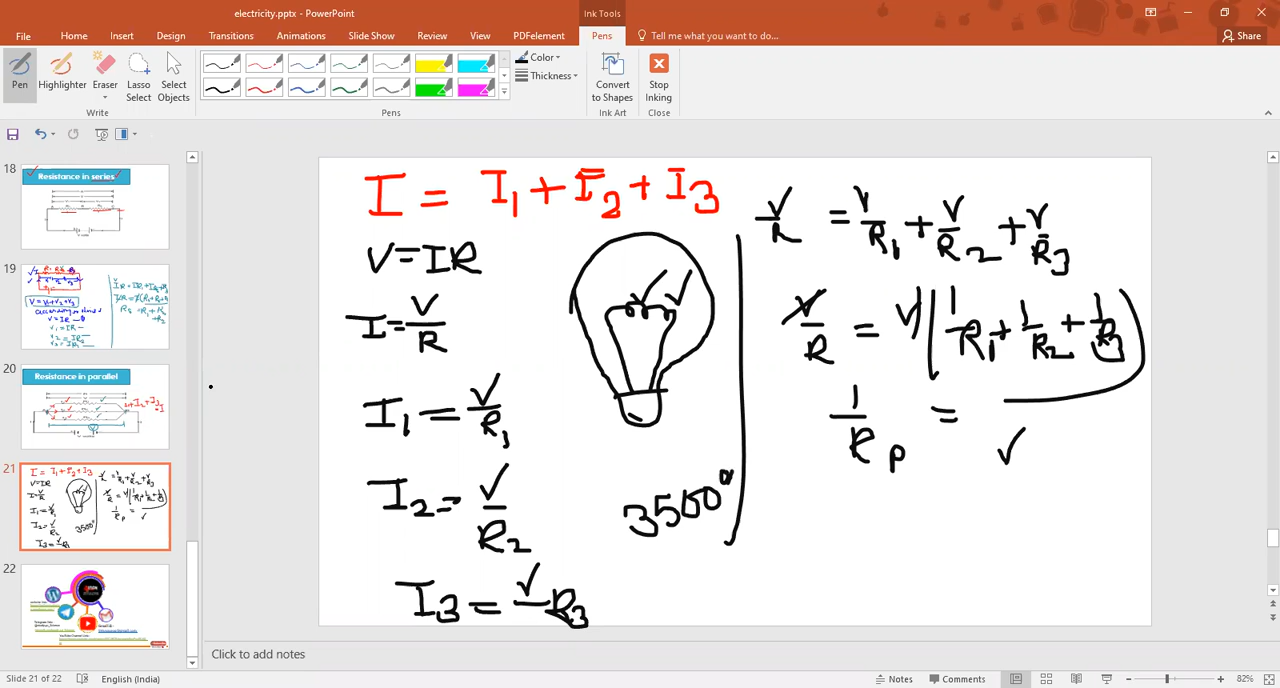 electricity.pptx - PowerPoint
Ink Tools
File Home Insert Design Transitions Animations Slide Show Review View PDFelement Pens Tell me what you want to do... Share
Pen Highlighter Eraser Lasso Select Select Objects
Color
Thickness
Convert to Shapes
Stop Inking
Write Pens Ink Art Close
18
Resistance in series
19
20
Resistance in parallel
21
22
I = I1 + I2 + I3
V = IR
I = V/R
I1 = V/R1
I2 = V/R2
I3 = V/R3
3500°
V/R = V/R1 + V/R2 + V/R3
V/R = V(1/R1 + 1/R2 + 1/R3)
1/Rp =
Click to add notes
Slide 21 of 22 English (India) Notes Comments 82%